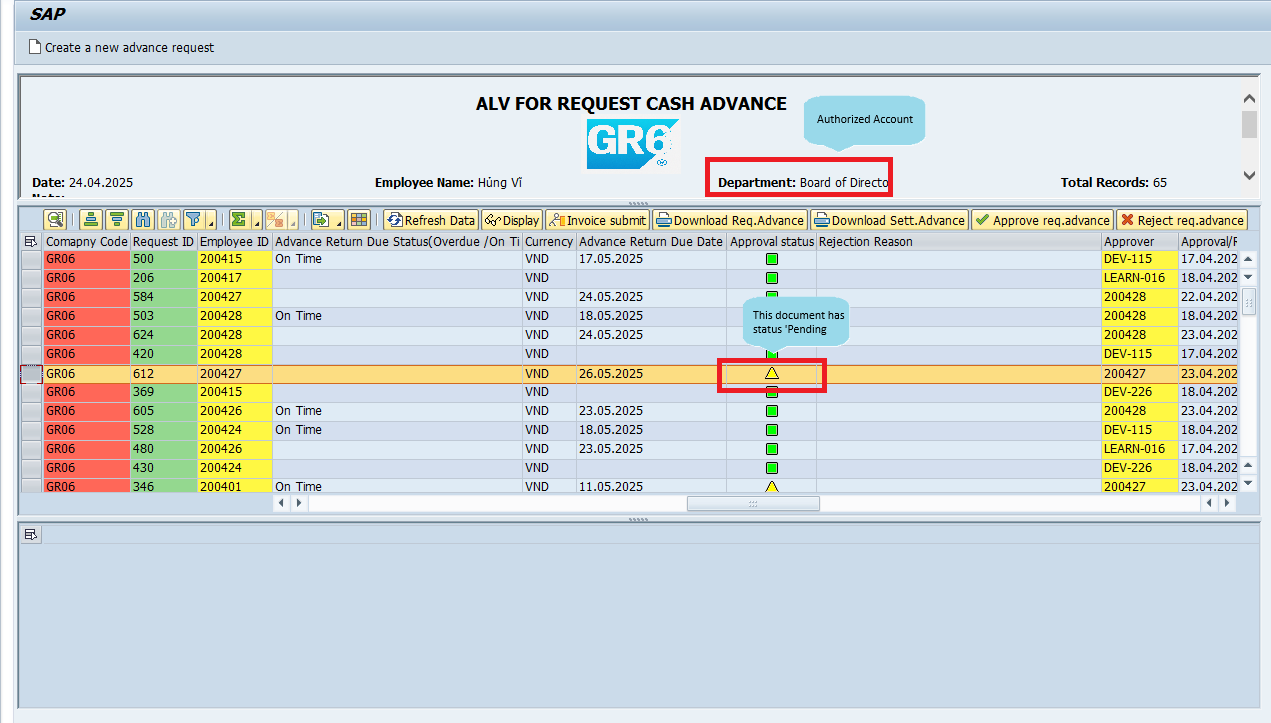 SAP
Create a new advance request
ALV FOR REQUEST CASH ADVANCE
GR6
Authorized Account
Date: 24.04.2025 Employee Name: Hùng Vĩ Department: Board of Directo Total Records: 65
Refresh Data Display Invoice submit Download Req.Advance Download Sett.Advance Approve req.advance Reject req.advance
Comapny Code Request ID Employee ID Advance Return Due Status(Overdue /On Ti Currency Advance Return Due Date Approval status Rejection Reason Approver Approval/R
GR06 500 200415 On Time VND 17.05.2025 DEV-115 17.04.202
GR06 206 200417 VND LEARN-016 18.04.202
GR06 584 200427 VND 24.05.2025 200428 22.04.202
GR06 503 200428 On Time VND 18.05.2025 200428 18.04.202
GR06 624 200428 VND 24.05.2025 200428 23.04.202
GR06 420 200428 VND DEV-115 17.04.202
This document has
status 'Pending
GR06 612 200427 VND 26.05.2025 200427 23.04.202
GR06 369 200415 VND DEV-226 18.04.202
GR06 605 200426 On Time VND 23.05.2025 200428 23.04.202
GR06 528 200424 On Time VND 18.05.2025 DEV-115 18.04.202
GR06 480 200426 VND 23.05.2025 LEARN-016 17.04.202
GR06 430 200424 VND DEV-226 18.04.202
GR06 346 200401 On Time VND 11.05.2025 200427 23.04.202